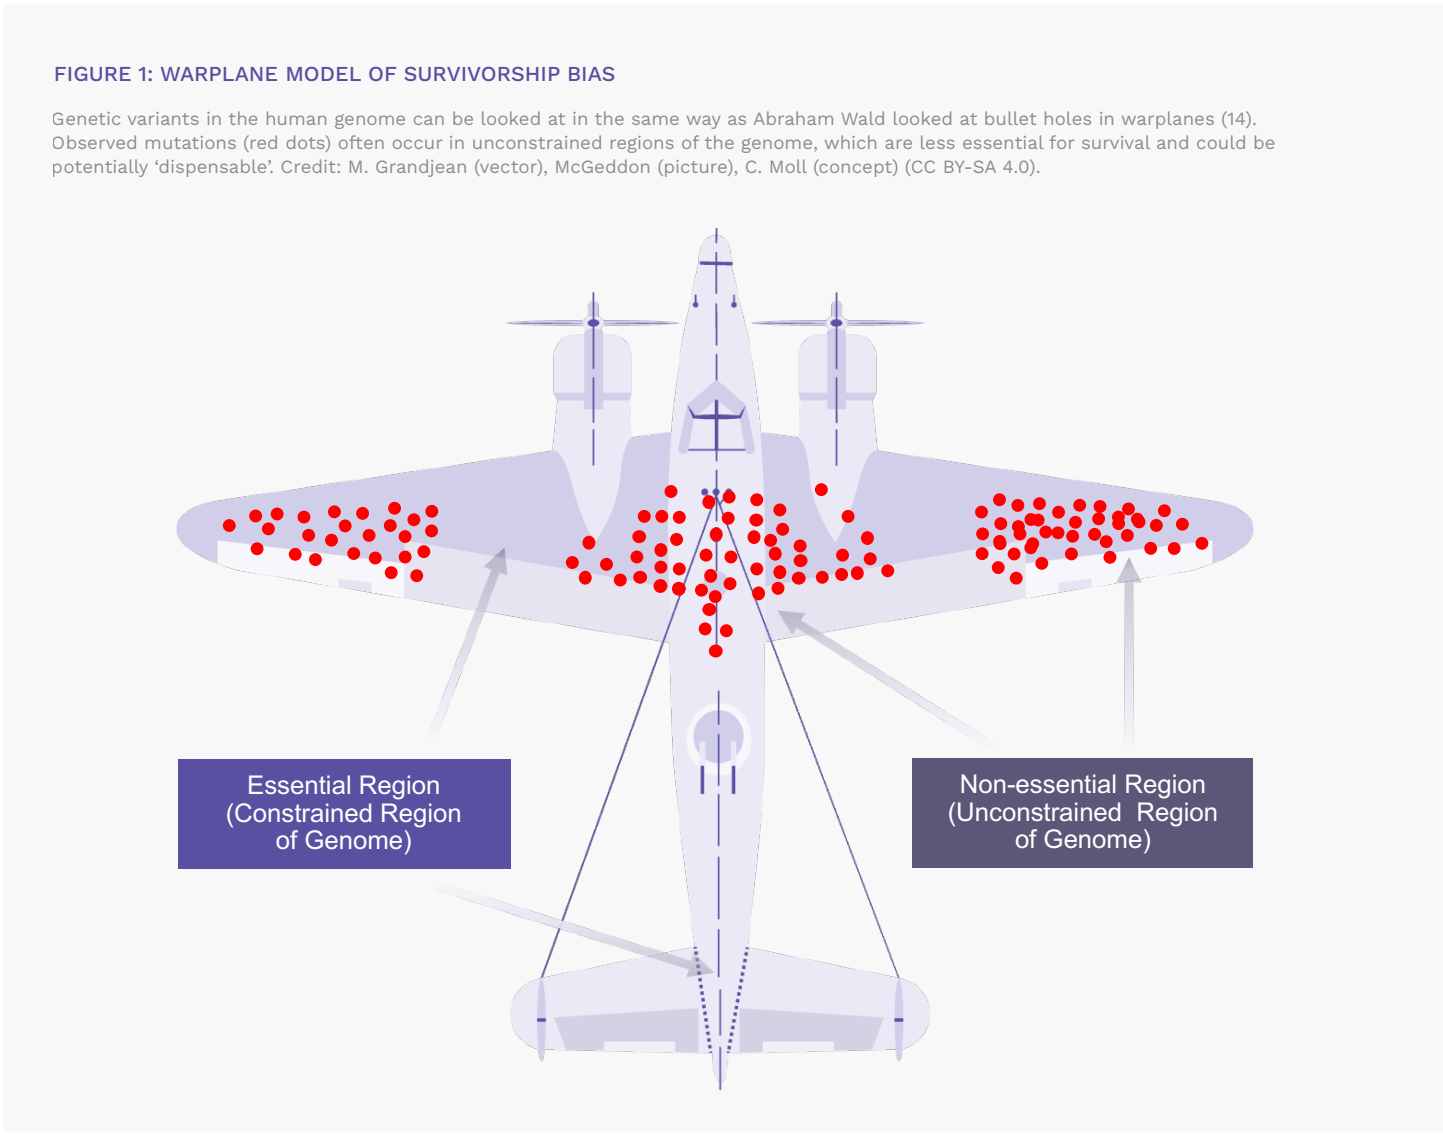 FIGURE 1: WARPLANE MODEL OF SURVIVORSHIP BIAS
Genetic variants in the human genome can be looked at in the same way as Abraham Wald looked at bullet holes in warplanes (14).
Observed mutations (red dots) often occur in unconstrained regions of the genome, which are less essential for survival and could be
potentially ‘dispensable’. Credit: M. Grandjean (vector), McGeddon (picture), C. Moll (concept) (CC BY-SA 4.0).
Essential Region
(Constrained Region
of Genome)
Non-essential Region
(Unconstrained Region
of Genome)